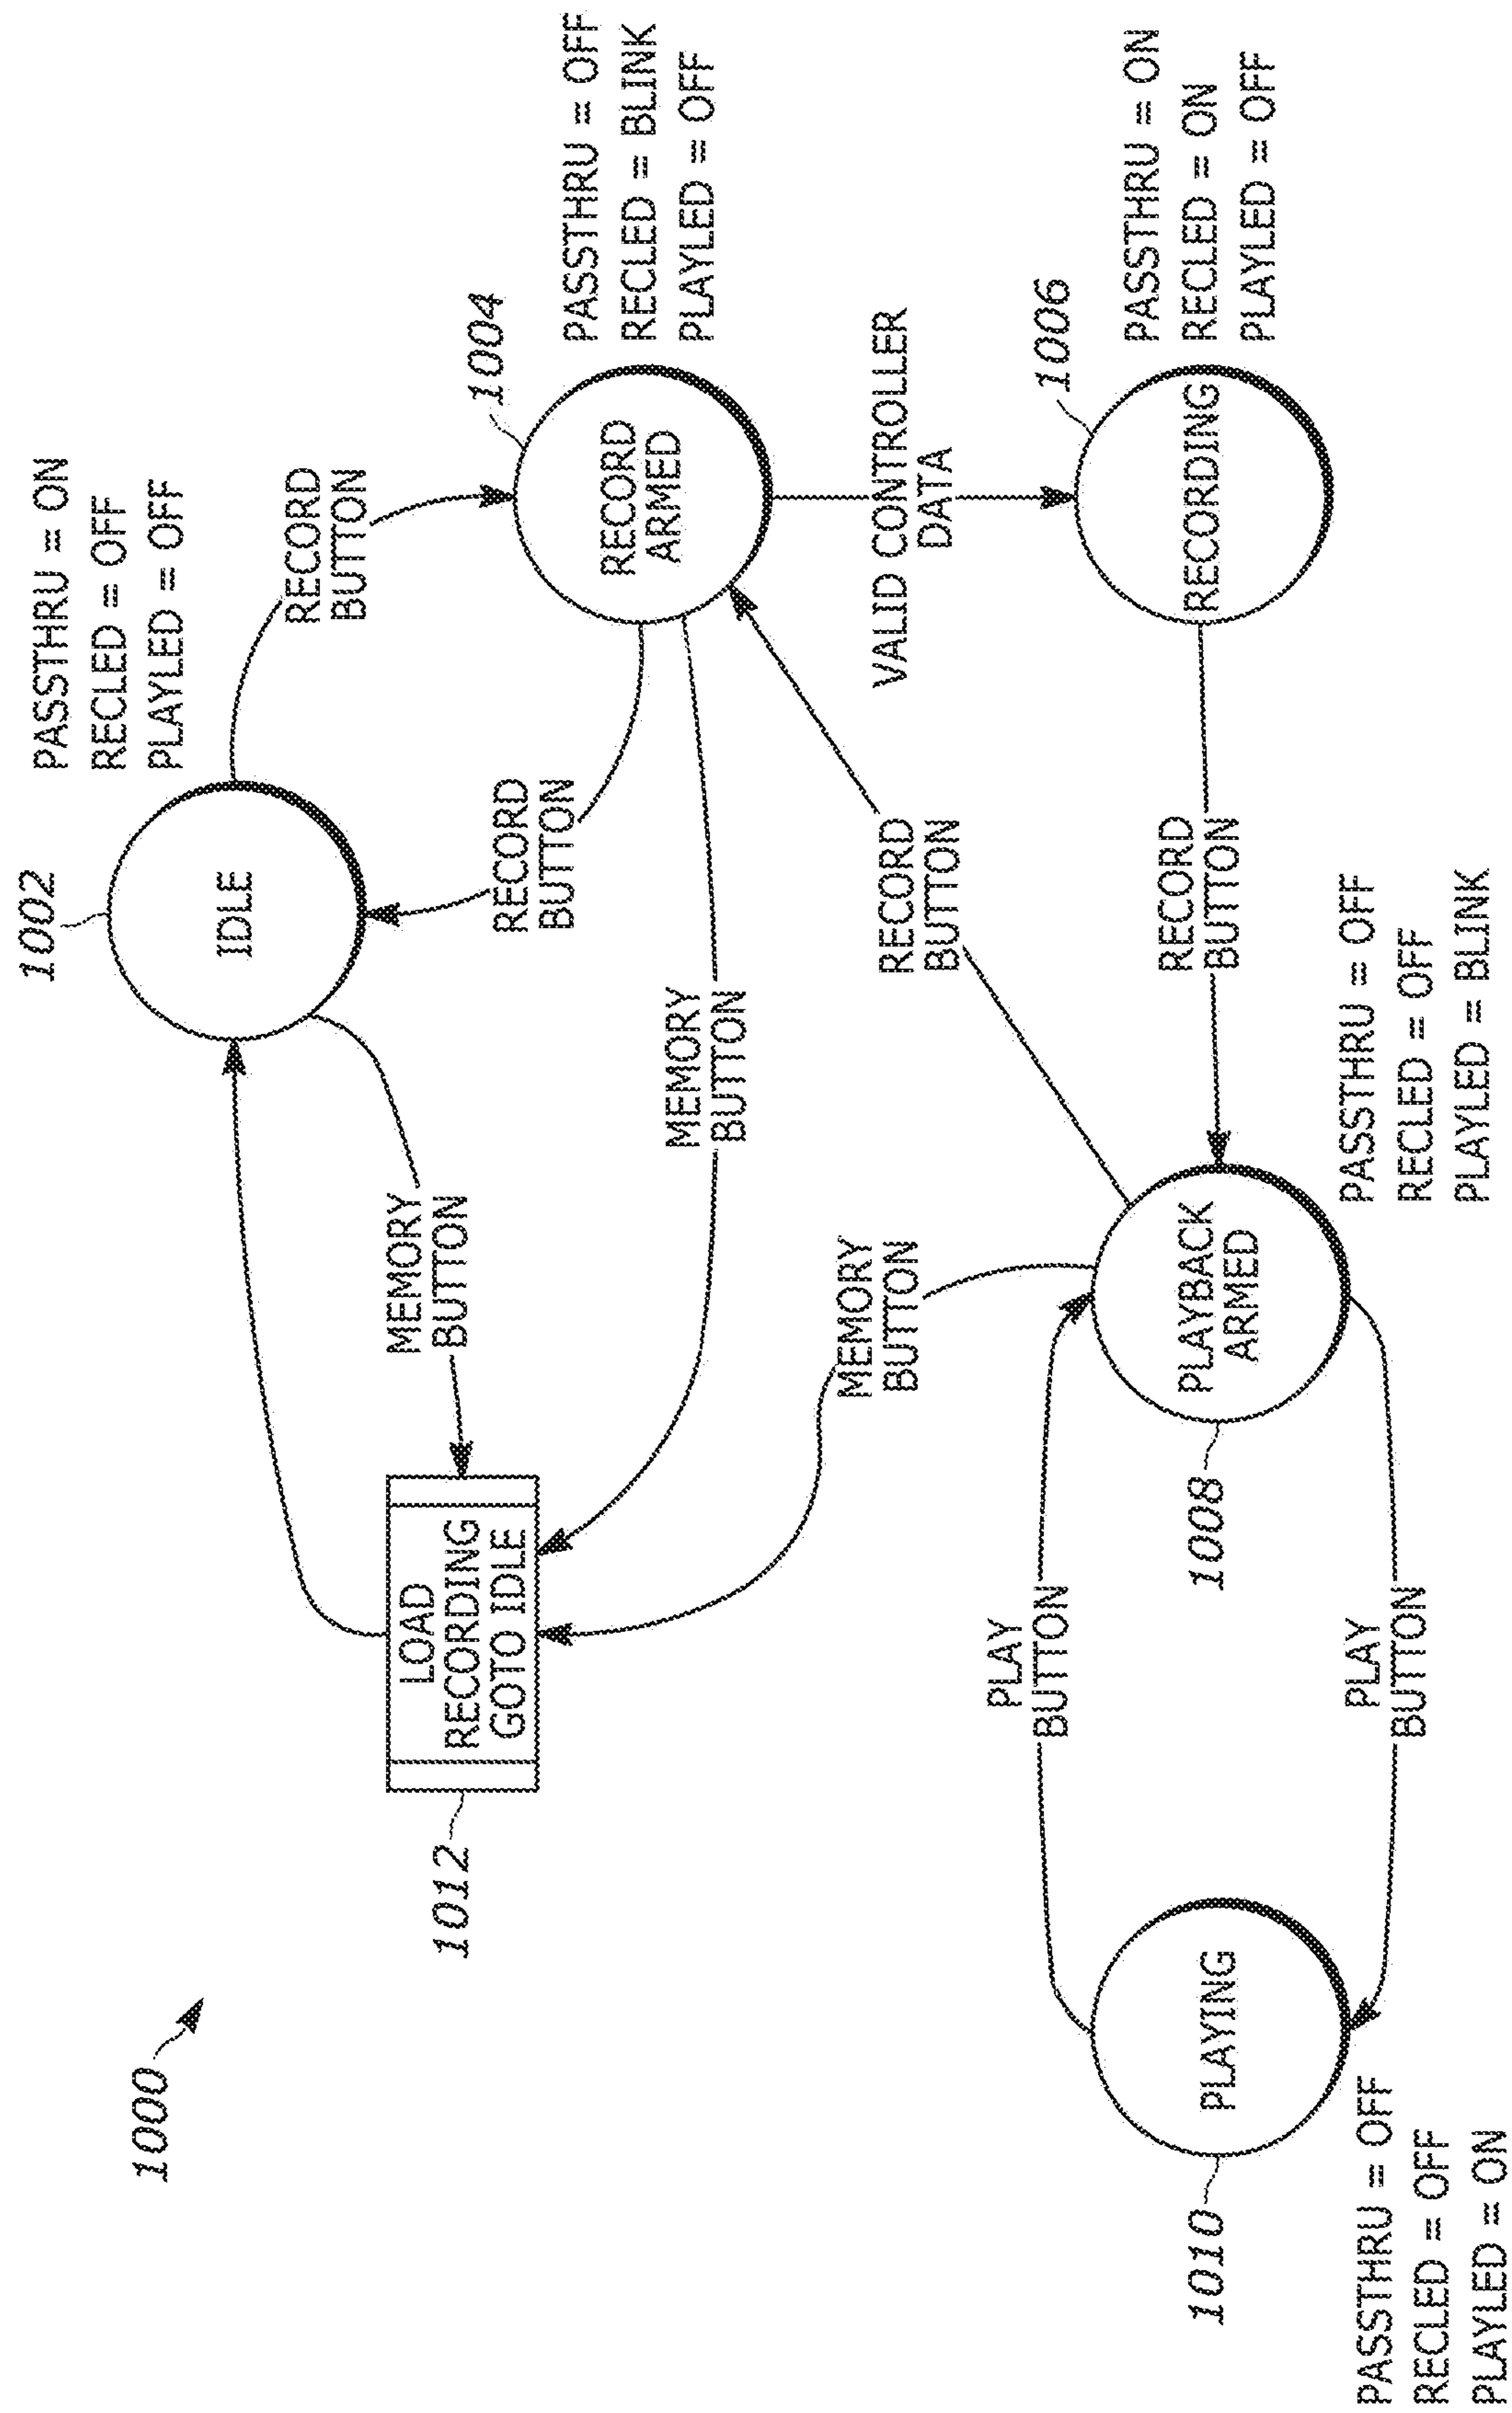 1000
1002
IDLE
PASSTHRU = ON
RECLED = OFF
PLAYLED = OFF
RECORD
BUTTON
1004
RECORD
ARMED
PASSTHRU = OFF
RECLED = BLINK
PLAYLED = OFF
RECORD
BUTTON
MEMORY
BUTTON
1012
LOAD
RECORDING
GOTO IDLE
MEMORY
BUTTON
MEMORY
BUTTON
RECORD
BUTTON
VALID CONTROLLER
DATA
1006
RECORDING
PASSTHRU = ON
RECLED = ON
PLAYLED = OFF
RECORD
BUTTON
1008
PLAYBACK
ARMED
PASSTHRU = OFF
RECLED = OFF
PLAYLED = BLINK
PLAY
BUTTON
PLAY
BUTTON
1010
PLAYING
PASSTHRU = OFF
RECLED = OFF
PLAYLED = ON